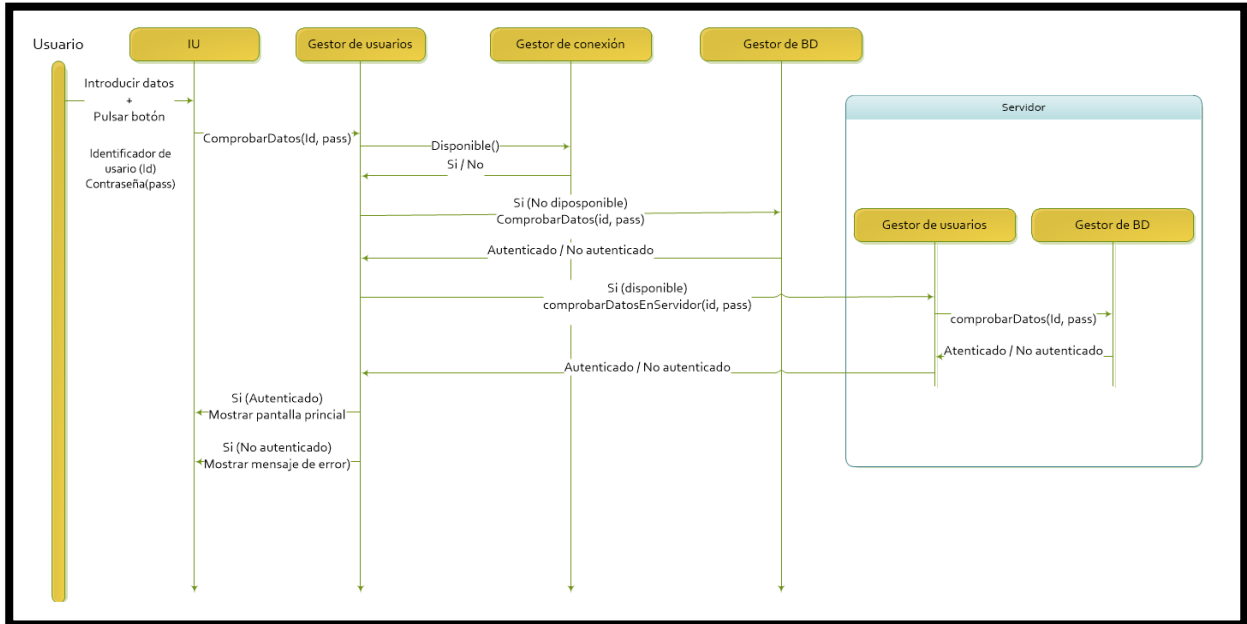 Usuario
IU
Gestor de usuarios
Gestor de conexión
Gestor de BD
Introducir datos
+
Pulsar botón
Identificador de
usario (Id)
Contraseña(pass)
ComprobarDatos(Id, pass)
Disponible()
Si / No
Si (No diposponible)
ComprobarDatos(id, pass)
Autenticado / No autenticado
Si (disponible)
comprobarDatosEnServidor(id, pass)
Servidor
Gestor de usuarios
Gestor de BD
comprobarDatos(Id, pass)
Atenticado / No autenticado
Autenticado / No autenticado
Si (Autenticado)
Mostrar pantalla princial
Si (No autenticado)
Mostrar mensaje de error)